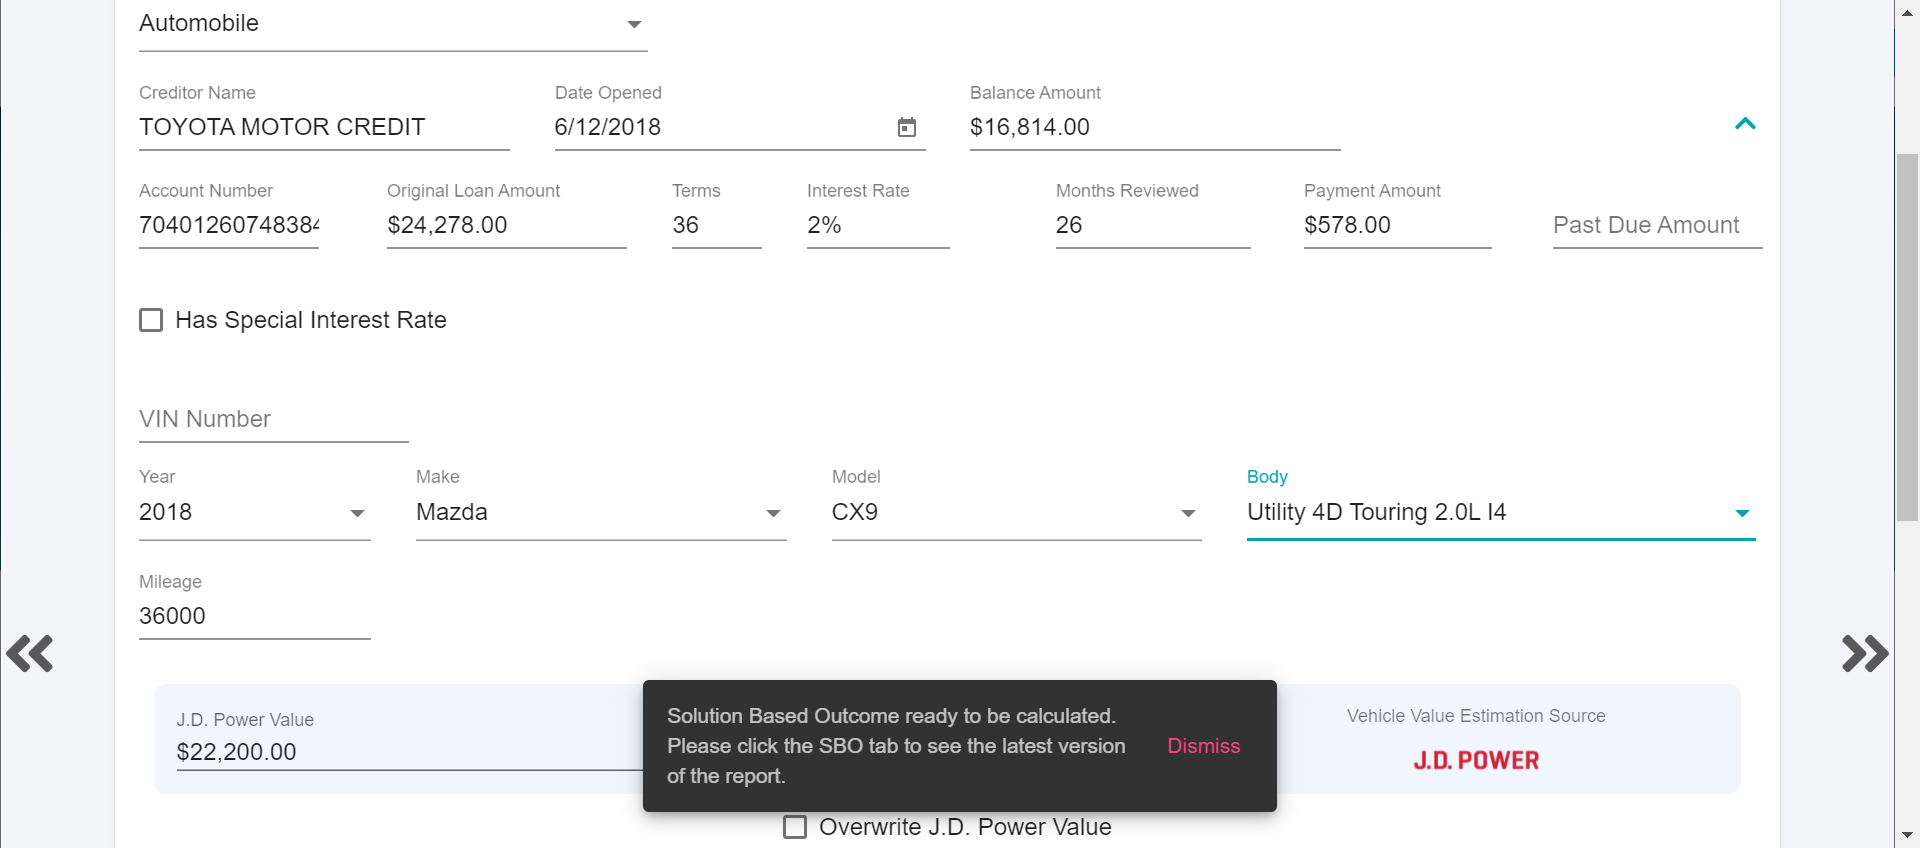 Automobile
Creditor Name
TOYOTA MOTOR CREDIT
Date Opened
6/12/2018
Balance Amount
$16,814.00
Account Number
Original Loan Amount
$24,278.00
Terms
36
Interest Rate
2%
Months Reviewed
26
Payment Amount
$578.00
Past Due Amount
Has Special Interest Rate
VIN Number
Year
2018
Make
Mazda
Model
CX9
Body
Utility 4D Touring 2.0L I4
Mileage
36000
J.D. Power Value
$22,200.00
Solution Based Outcome ready to be calculated.
Please click the SBO tab to see the latest version
of the report.
Dismiss
Vehicle Value Estimation Source
J.D. POWER
Overwrite J.D. Power Value